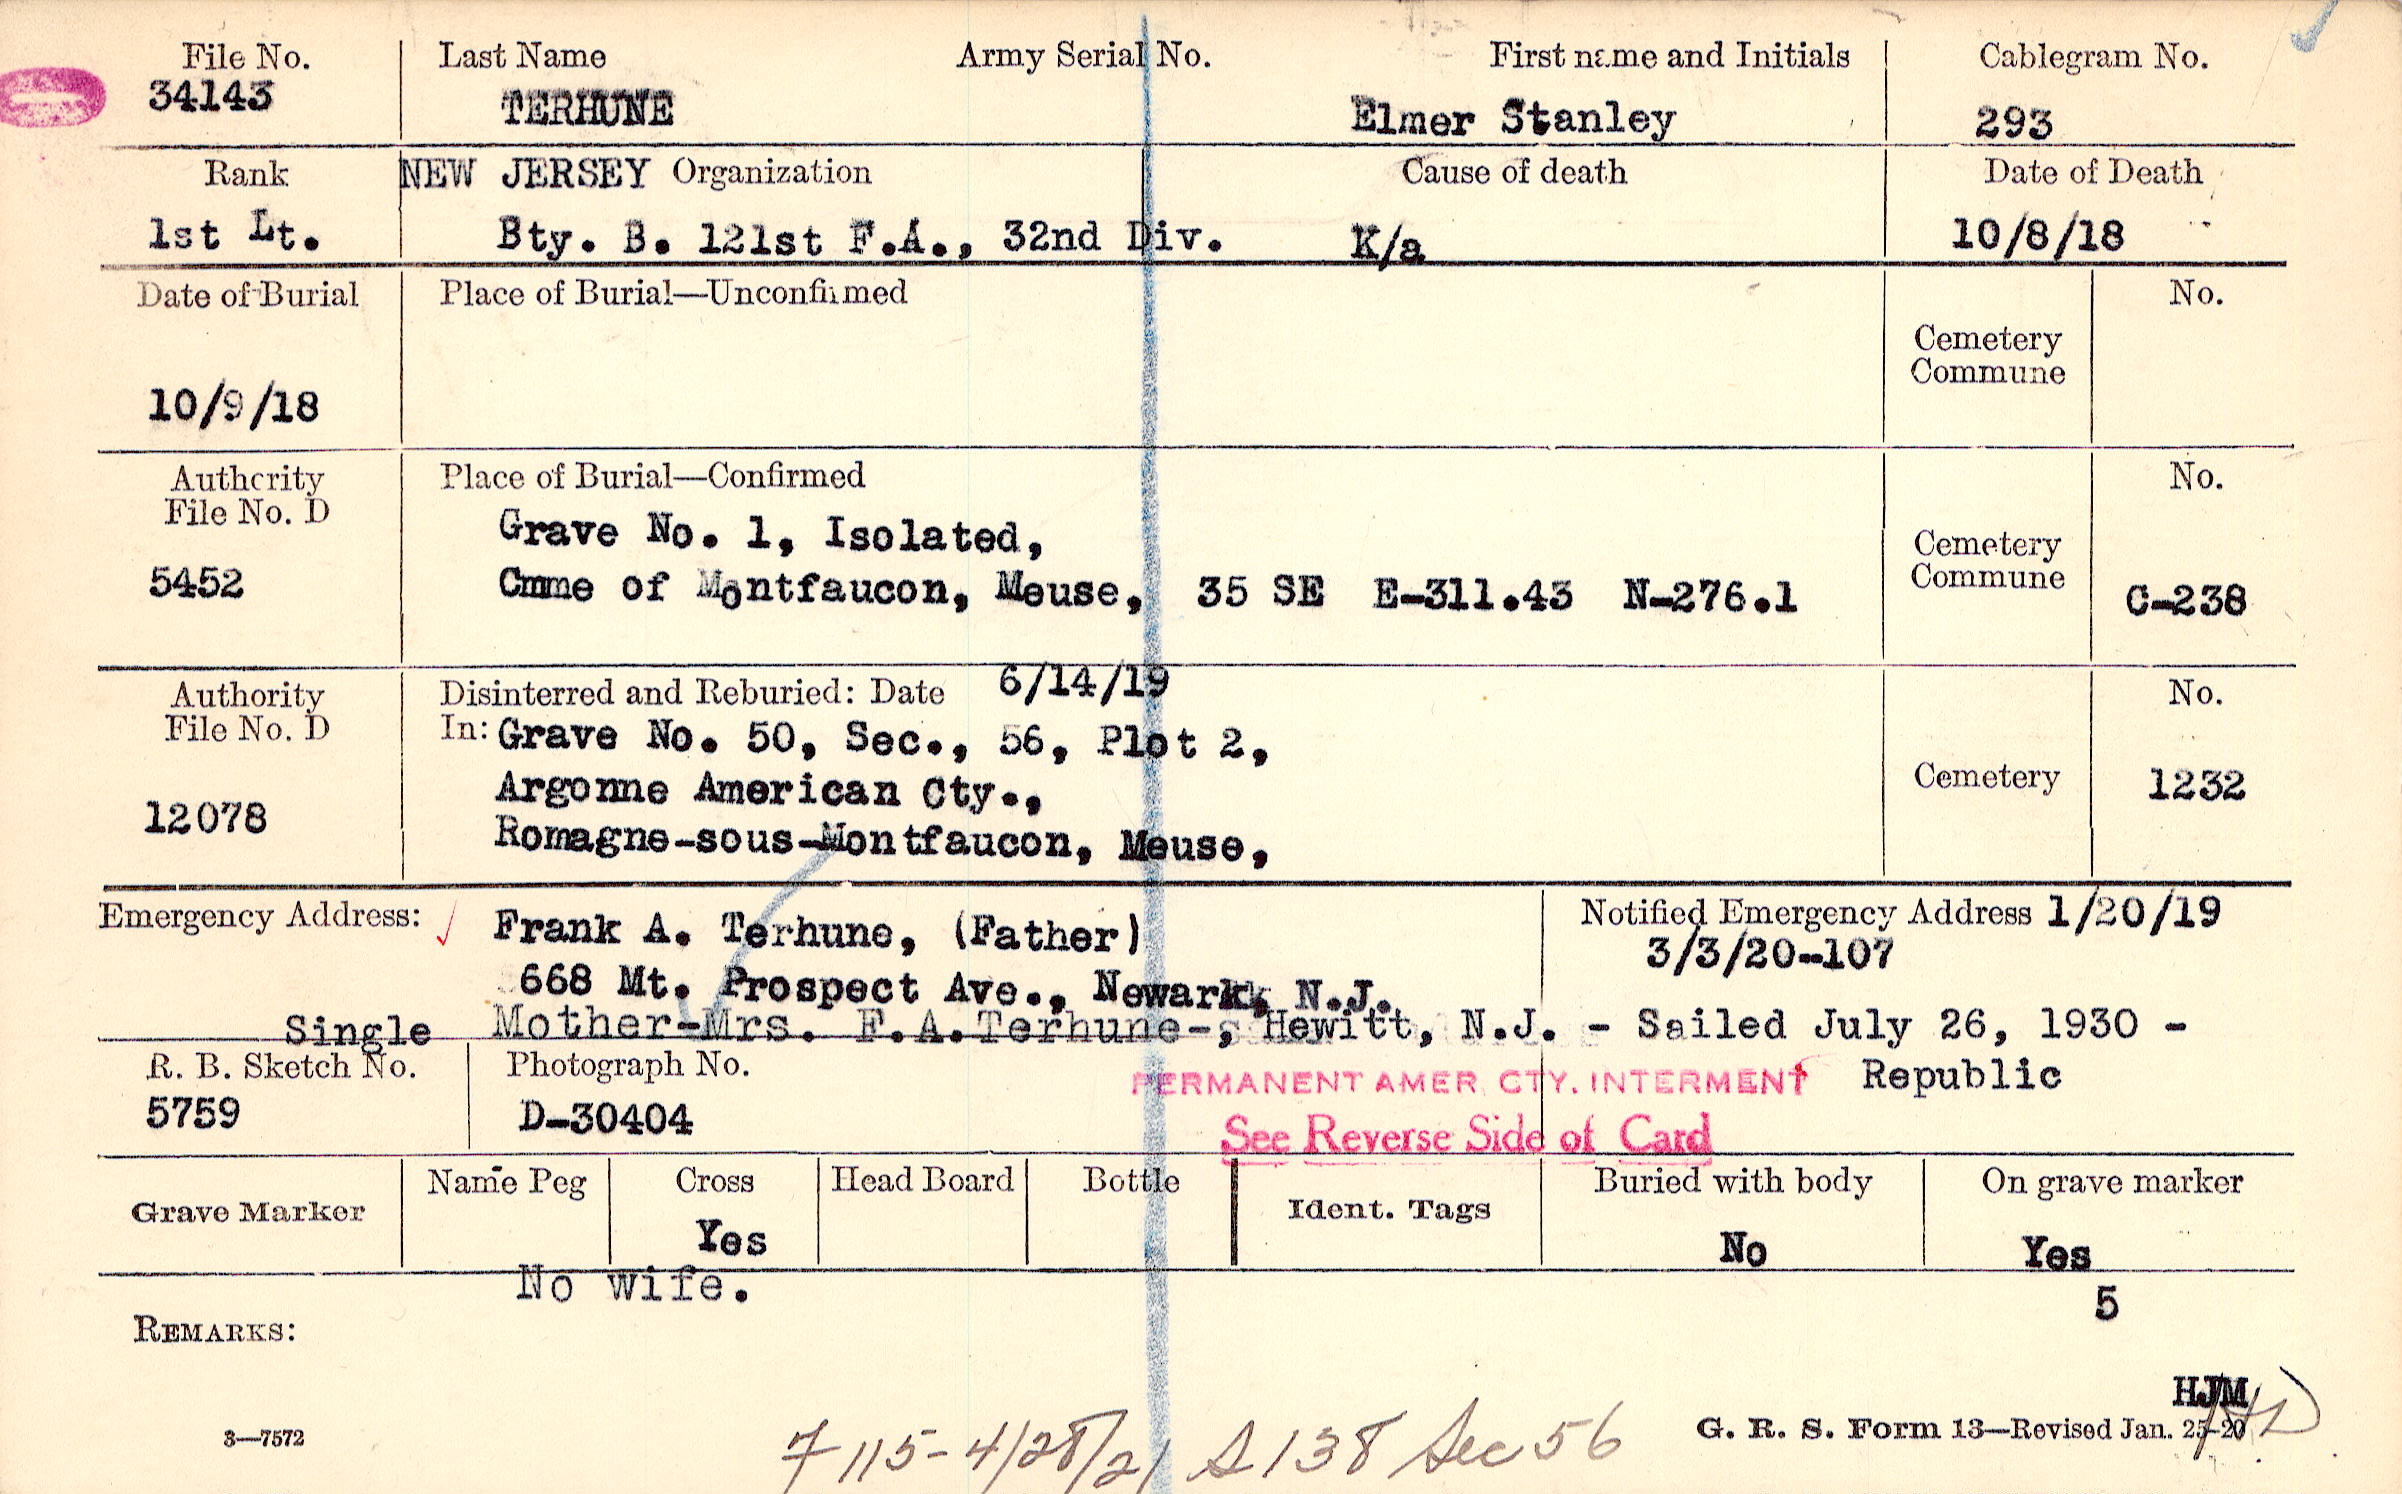 File No. Last Name Army Serial No. First name and Initials Cablegram No.
34143 TERHUNE Elmer Stanley 293
Rank NEW JERSEY Organization Cause of death Date of Death
1st Lt. Bty. B. 121st F.A., 32nd Div. K/a 10/8/18
Date of Burial Place of Burial—Unconfirmed No.
Cemetery
Commune
10/9/18
Authority Place of Burial—Confirmed No.
File No. D
Grave No. 1, Isolated,
Cemetery
Commune
5452 Cmme of Montfaucon, Meuse, 35 SE E-311.43 N-276.1 C-238
Authority Disinterred and Reburied: Date 6/14/19 No.
File No. D In: Grave No. 50, Sec., 56, Plot 2,
Argonne American Cty., Cemetery 1232
12078 Romagne-sous-Montfaucon, Meuse,
Emergency Address: Frank A. Terhune, (Father) Notified Emergency Address 1/20/19
3/3/20-107
668 Mt. Prospect Ave., Newark, N.J.
Single Mother-Mrs. F.A.Terhune-, Hewitt, N.J. - Sailed July 26, 1930 -
R. B. Sketch No. Photograph No. PERMANENT AMER. CTY. INTERMENT Republic
5759 D-30404 See Reverse Side of Card
Grave Marker Name Peg Cross Head Board Bottle Ident. Tags Buried with body On grave marker
Yes No Yes
No wife. 5
REMARKS:
HJM
3—7572 G. R. S. Form 13—Revised Jan. 25-20
7 115-4/28/21 S 138 Sec 56